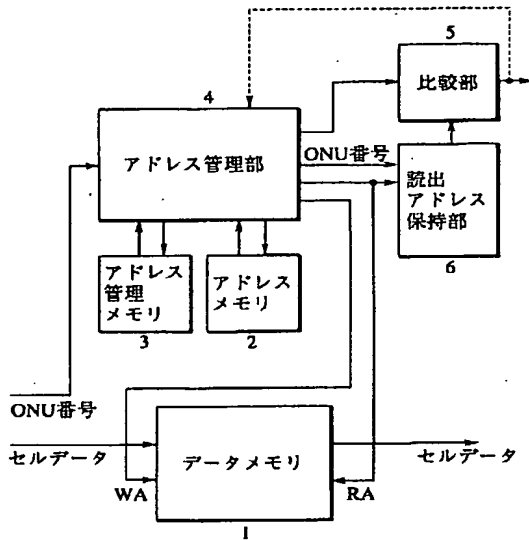 5
比較部
4
アドレス管理部
ONU番号
読出
アドレス
保持部
6
アドレス
管理
メモリ
3
アドレス
メモリ
2
ONU番号
セルデータ
データメモリ
セルデータ
WA
RA
1